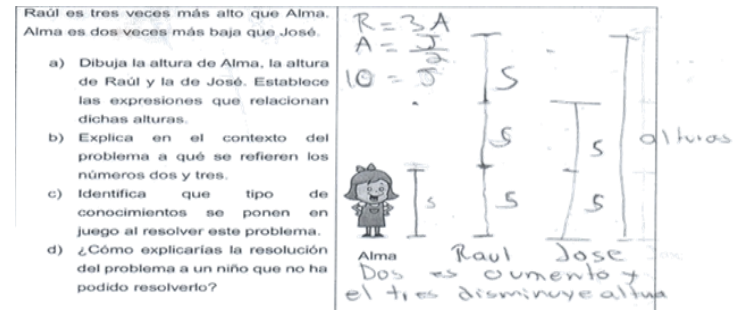 Raúl es tres veces más alto que Alma.
Alma es dos veces más baja que José.
a) Dibuja la altura de Alma, la altura
de Raúl y la de José. Establece
las expresiones que relacionan
dichas alturas.
b) Explica en el contexto del
problema a qué se refieren los
números dos y tres.
c) Identifica que tipo de
conocimientos se ponen en
juego al resolver este problema.
d) ¿Cómo explicarías la resolución
del problema a un niño que no ha
podido resolverlo?
R = 3A
A = J/2
10 = J
5
5
5
5
5
5
alturas
Alma Raul Jose
Dos es aumento y
el tres disminuye altura